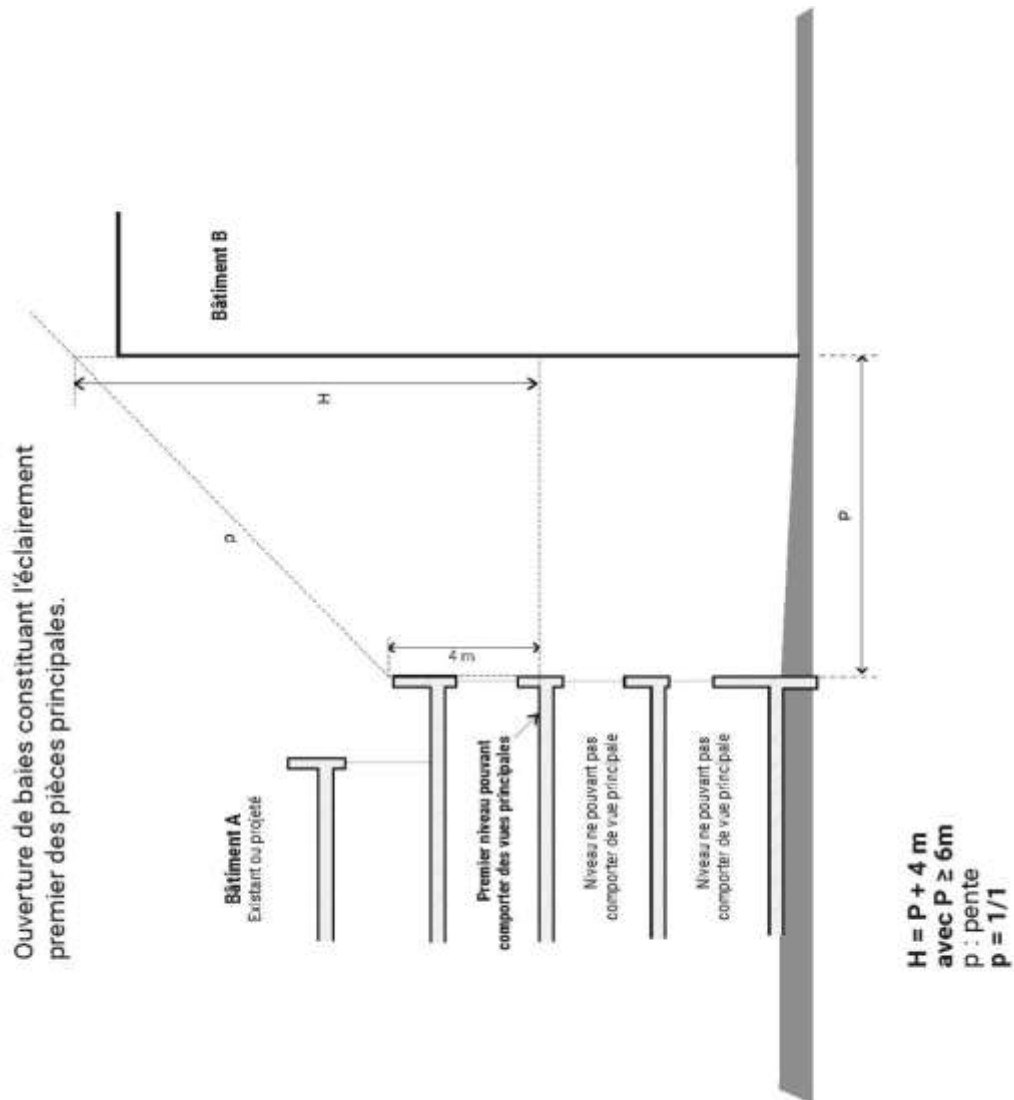 Ouverture de baies constituant l'éclairement
premier des pièces principales.
Bâtiment A
Existant ou projeté
Premier niveau pouvant
comporter des vues principales
Niveau ne pouvant pas
comporter de vue principale
Niveau ne pouvant pas
comporter de vue principale
4 m
p
H
Bâtiment B
P
H = P + 4 m
avec P ≥ 6m
p : pente
p = 1/1